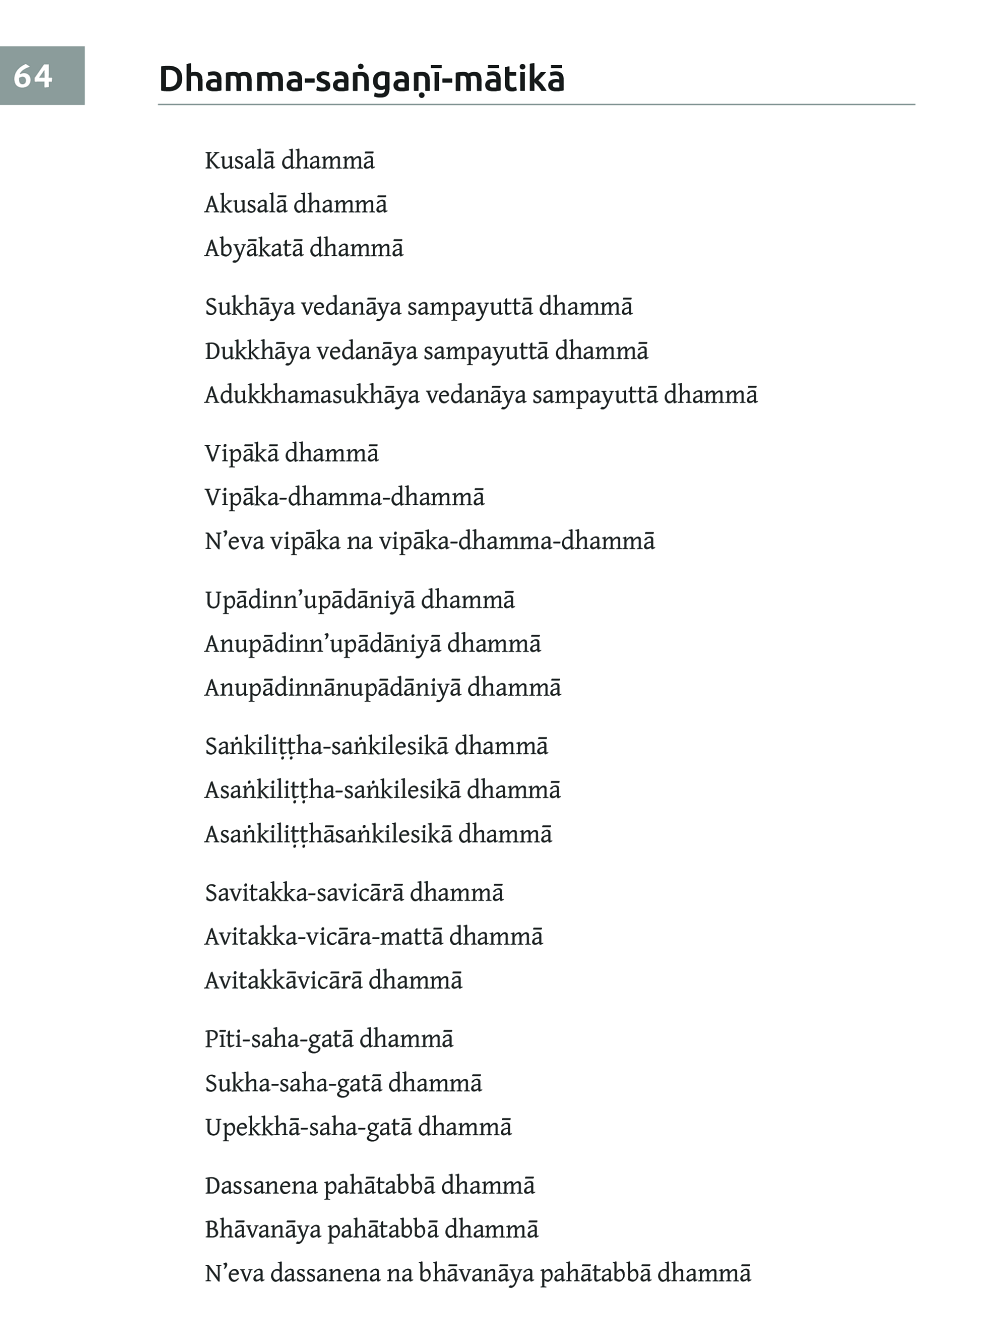 64
Dhamma-saṅgaṇī-mātikā
Kusalā dhammā
Akusalā dhammā
Abyākatā dhammā
Sukhāya vedanāya sampayuttā dhammā
Dukkhāya vedanāya sampayuttā dhammā
Adukkhamasukhāya vedanāya sampayuttā dhammā
Vipākā dhammā
Vipāka-dhamma-dhammā
N’eva vipāka na vipāka-dhamma-dhammā
Upādinn’upādāniyā dhammā
Anupādinn’upādāniyā dhammā
Anupādinnānupādāniyā dhammā
Saṅkiliṭṭha-saṅkilesikā dhammā
Asaṅkiliṭṭha-saṅkilesikā dhammā
Asaṅkiliṭṭhāsaṅkilesikā dhammā
Savitakka-savicārā dhammā
Avitakka-vicāra-mattā dhammā
Avitakkāvicārā dhammā
Pīti-saha-gatā dhammā
Sukha-saha-gatā dhammā
Upekkhā-saha-gatā dhammā
Dassanena pahātabbā dhammā
Bhāvanāya pahātabbā dhammā
N’eva dassanena na bhāvanāya pahātabbā dhammā